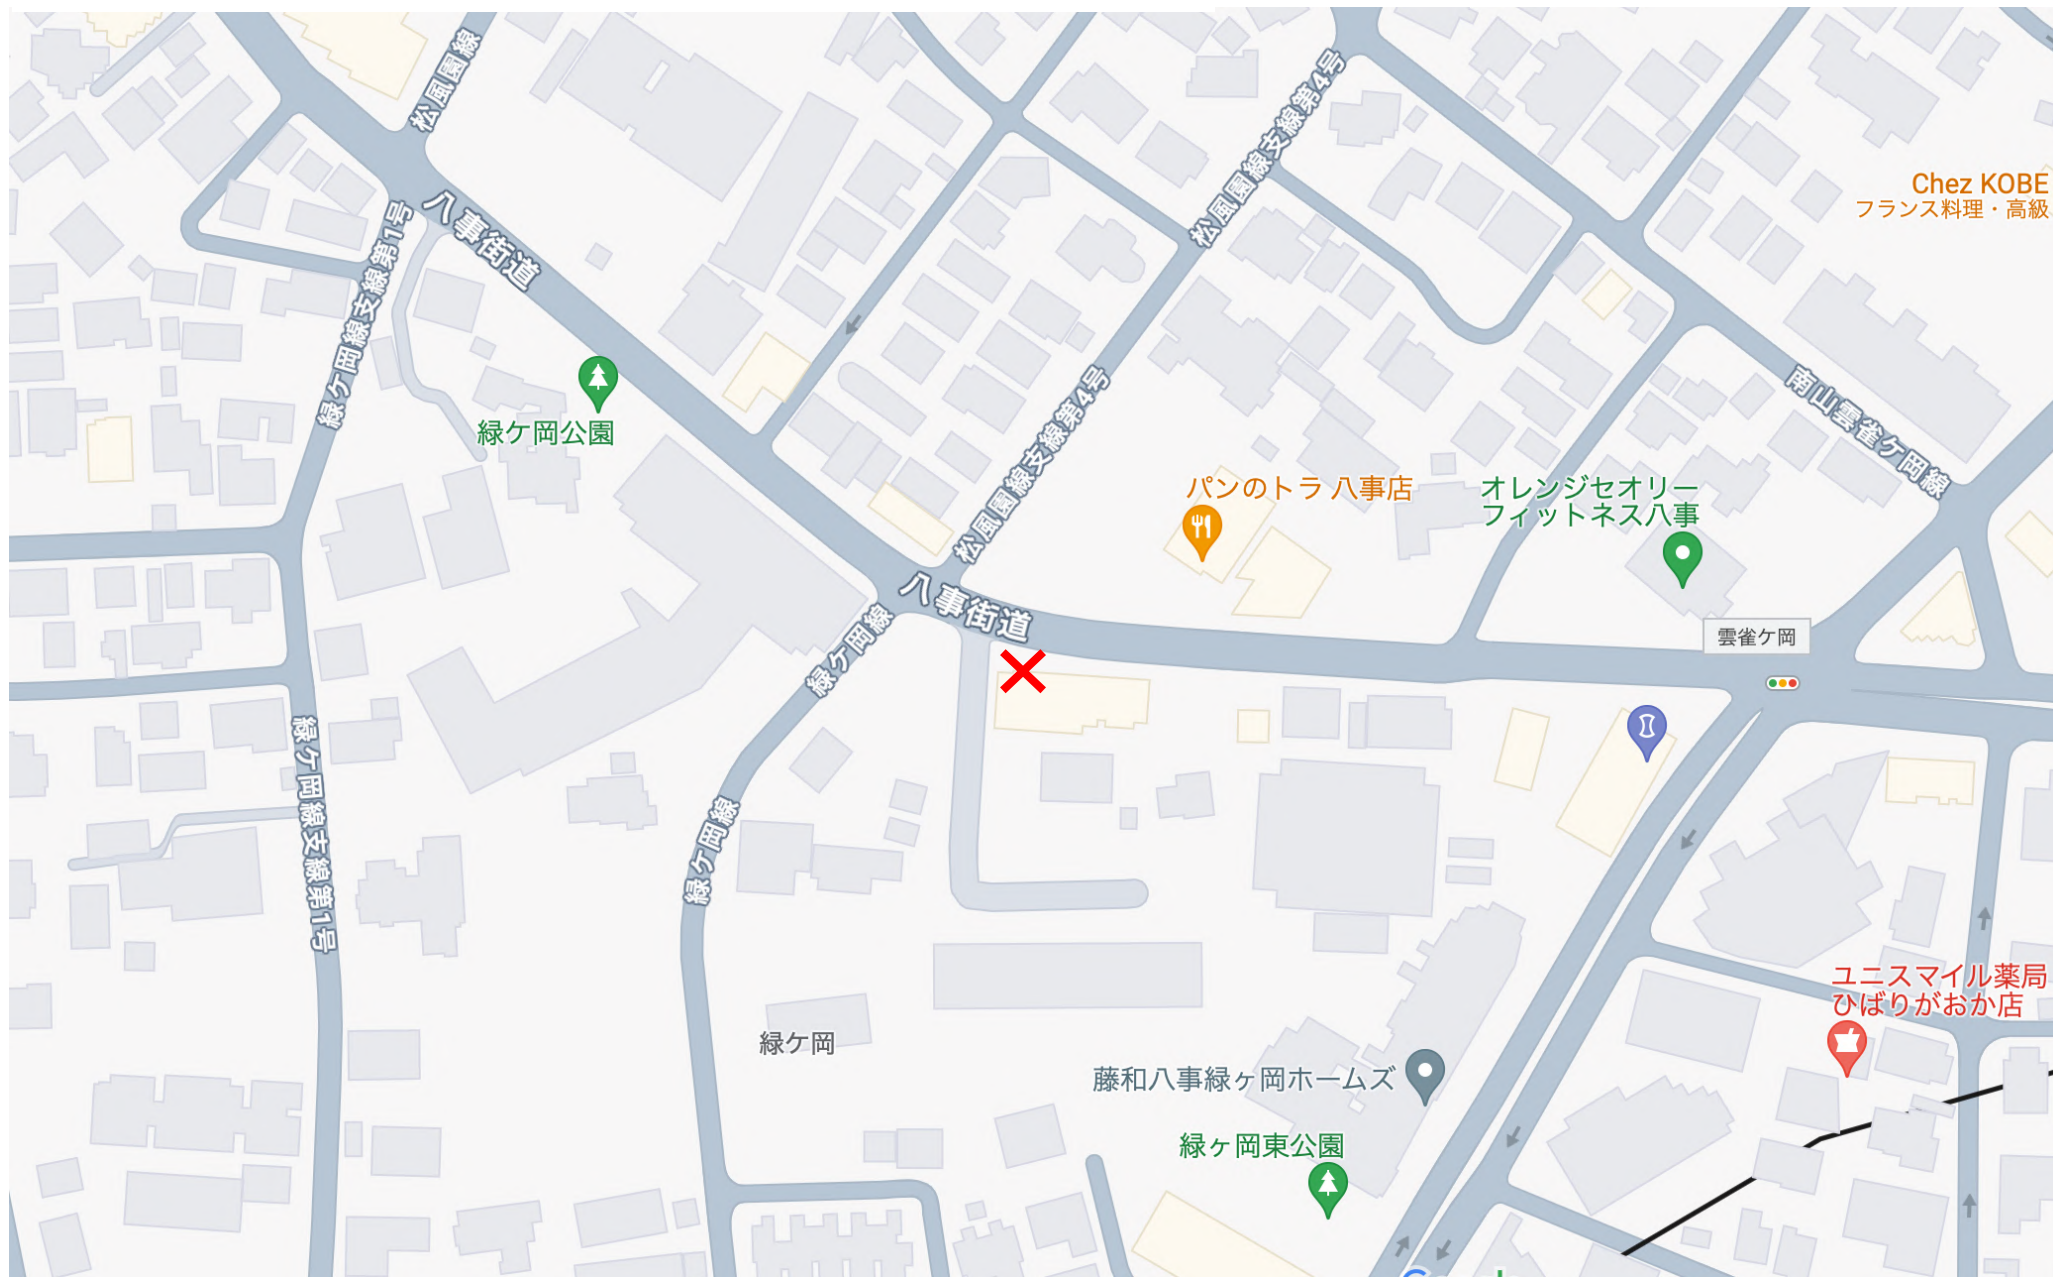 松風園線
松風園線支線第4号
八事街道
緑ケ岡線支線第1号
Chez KOBE
フランス料理・高級
緑ケ岡公園
松風園線支線第4号
南山雲雀ケ岡線
パンのトラ 八事店
オレンジセオリー
フィットネス八事
八事街道
雲雀ケ岡
緑ケ岡線
緑ケ岡線支線第1号
緑ケ岡線
ユニスマイル薬局
ひばりがおか店
緑ケ岡
藤和八事緑ヶ岡ホームズ
緑ヶ岡東公園